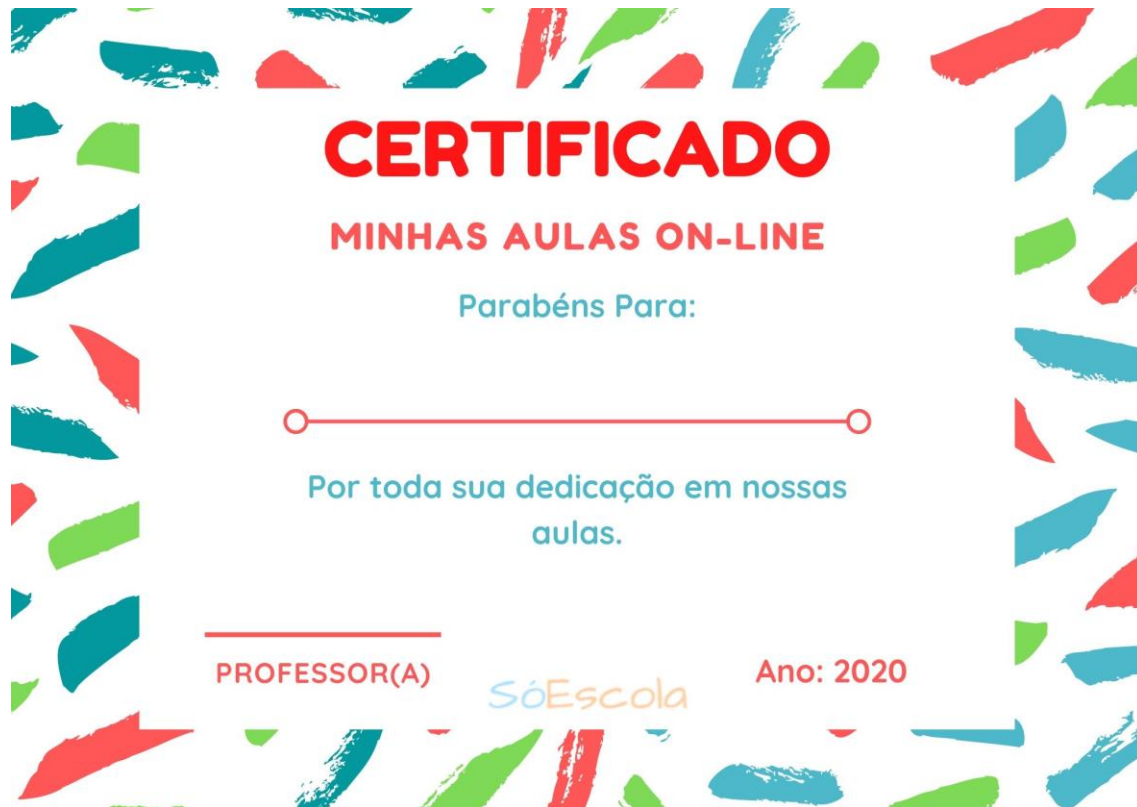 CERTIFICADO
MINHAS AULAS ON-LINE
Parabéns Para:
Por toda sua dedicação em nossas
aulas.
PROFESSOR(A)
SóEscola
Ano: 2020